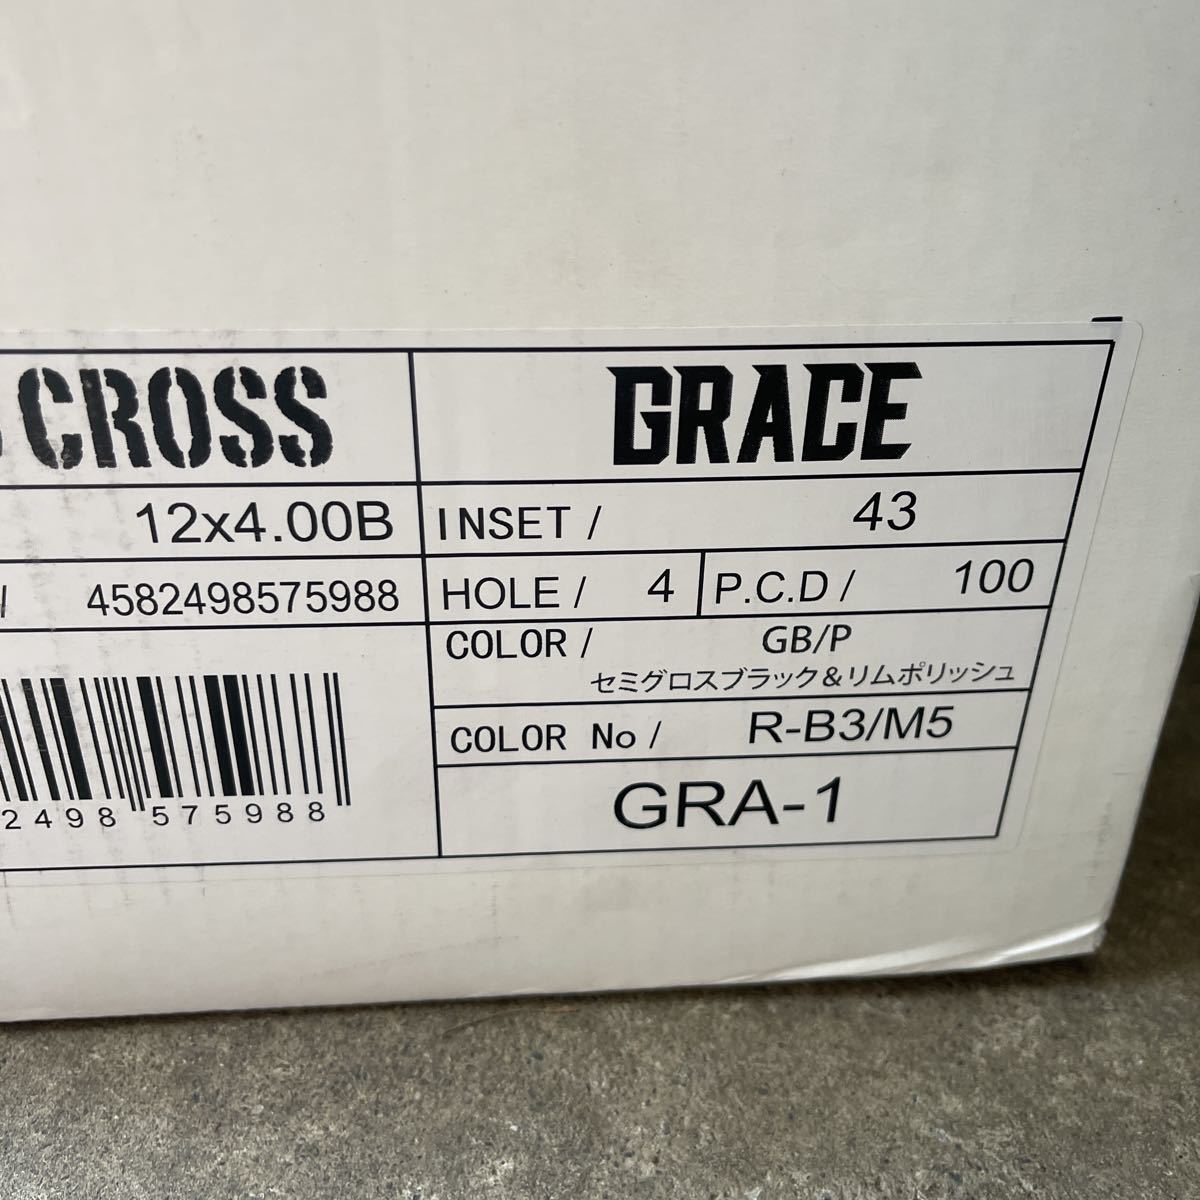 CROSS
GRACE
12x4.00B
INSET / 43
/ 4582498575988
HOLE / 4
P.C.D / 100
COLOR / GB/P
セミグロスブラック&リムポリッシュ
COLOR No / R-B3/M5
2498 575988
GRA-1